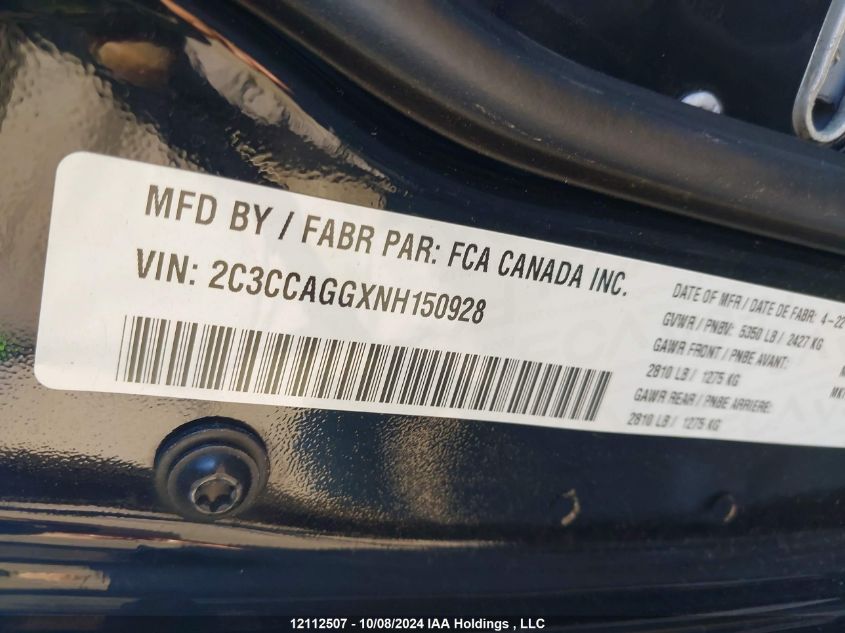 MFD BY / FABR PAR: FCA CANADA INC.
VIN: 2C3CCAGGXNH150928
DATE OF MFR / DATE DE FABR: 4-22
GVWR / PNBV: 5350 LB / 2427 KG
GAWR FRONT / PNBE AVANT:
2810 LB / 1275 KG
GAWR REAR / PNBE ARRIERE:
2810 LB / 1275 KG
12112507 - 10/08/2024 IAA Holdings , LLC